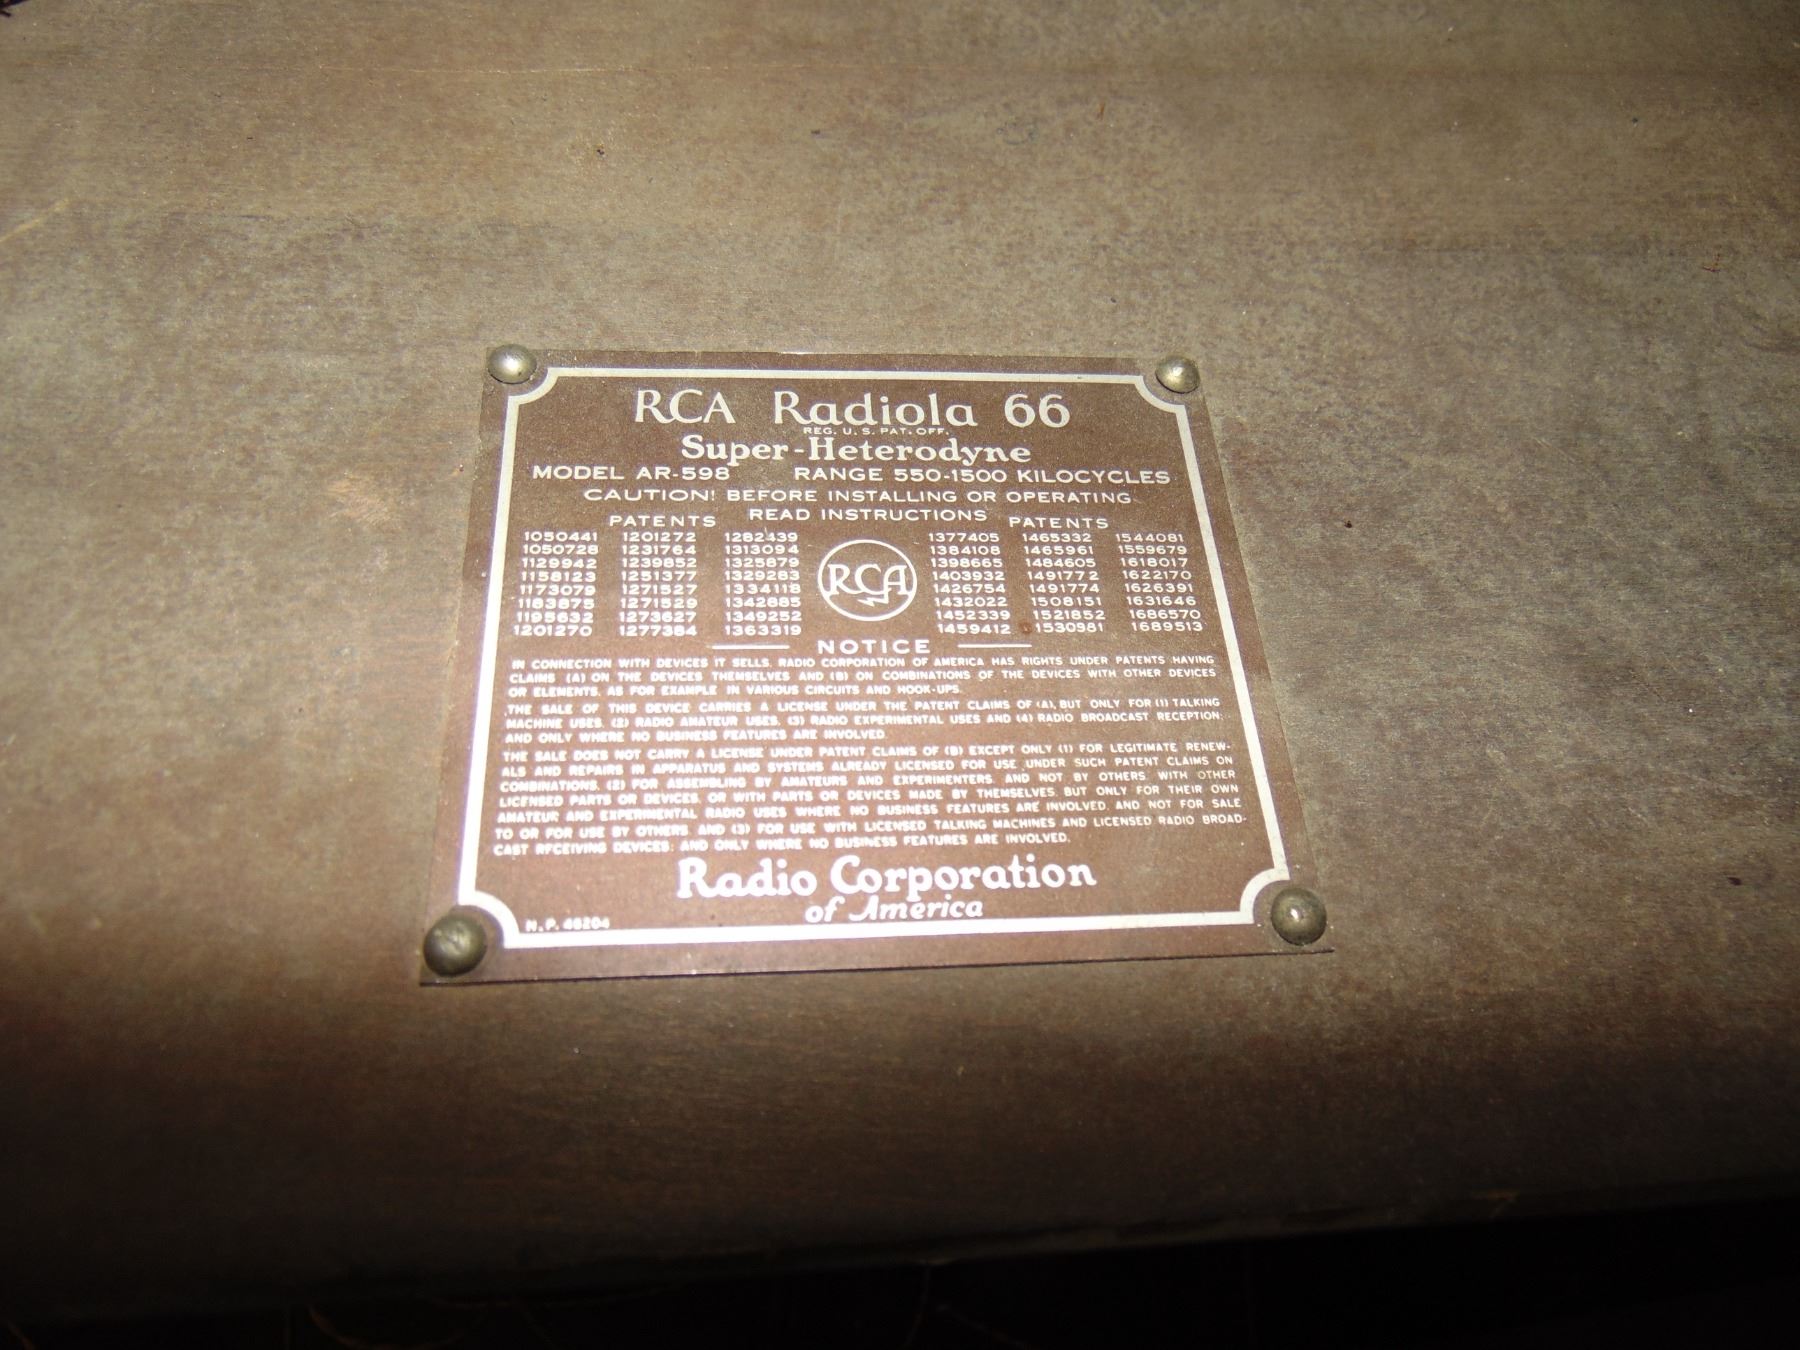 RCA Radiola 66
REG. U. S. PAT. OFF.
Super-Heterodyne
MODEL AR-598 RANGE 550-1500 KILOCYCLES
CAUTION! BEFORE INSTALLING OR OPERATING
READ INSTRUCTIONS
PATENTS PATENTS
1050441 1201272 1282439 1377405 1465332 1544081
1050728 1231764 1313094 1384108 1465961 1559679
1129942 1239852 1325879 1398665 1484605 1618017
1158123 1251377 1329283 1403932 1491772 1622170
1173079 1271527 1334118 1426754 1491774 1626391
1183875 1271529 1342885 1432022 1508151 1631646
1195632 1273627 1349252 1452339 1521852 1686570
1201270 1277384 1363319 1459412 1530981 1689513
RCA
NOTICE
IN CONNECTION WITH DEVICES IT SELLS, RADIO CORPORATION OF AMERICA HAS RIGHTS UNDER PATENTS HAVING
CLAIMS (A) ON THE DEVICES THEMSELVES AND (B) ON COMBINATIONS OF THE DEVICES WITH OTHER DEVICES
OR ELEMENTS, AS FOR EXAMPLE IN VARIOUS CIRCUITS AND HOOK-UPS.
THE SALE OF THIS DEVICE CARRIES A LICENSE UNDER THE PATENT CLAIMS OF (A), BUT ONLY FOR (1) TALKING
MACHINE USES, (2) RADIO AMATEUR USES, (3) RADIO EXPERIMENTAL USES AND (4) RADIO BROADCAST RECEPTION;
AND ONLY WHERE NO BUSINESS FEATURES ARE INVOLVED.
THE SALE DOES NOT CARRY A LICENSE UNDER PATENT CLAIMS OF (B) EXCEPT ONLY (1) FOR LEGITIMATE RENEW-
ALS AND REPAIRS IN APPARATUS AND SYSTEMS ALREADY LICENSED FOR USE UNDER SUCH PATENT CLAIMS ON
COMBINATIONS, (2) FOR ASSEMBLING BY AMATEURS AND EXPERIMENTERS, AND NOT BY OTHERS, WITH OTHER
LICENSED PARTS OR DEVICES, OR WITH PARTS OR DEVICES MADE BY THEMSELVES, BUT ONLY FOR THEIR OWN
AMATEUR AND EXPERIMENTAL RADIO USES WHERE NO BUSINESS FEATURES ARE INVOLVED, AND NOT FOR SALE
TO OR FOR USE BY OTHERS, AND (3) FOR USE WITH LICENSED TALKING MACHINES AND LICENSED RADIO BROAD-
CAST RECEIVING DEVICES; AND ONLY WHERE NO BUSINESS FEATURES ARE INVOLVED.
Radio Corporation
of America
N. P. 46204